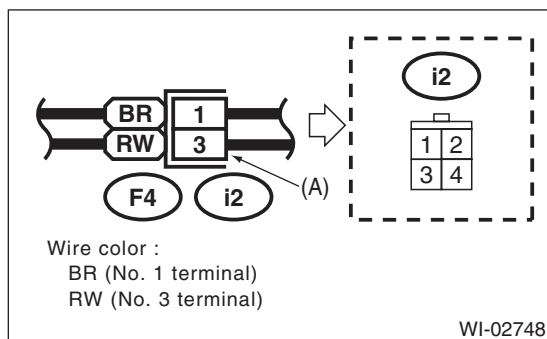 i2
BR 1
RW 3
1 2
3 4
F4 i2 (A)
Wire color :
BR (No. 1 terminal)
RW (No. 3 terminal)
WI-02748